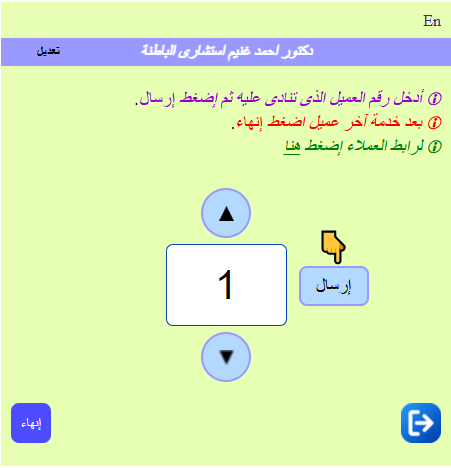 En
دكتور احمد غنيم استشارى الباطنة
تعديل
أدخل رقم العميل الذى تنادى عليه ثم إضغط إرسال.
بعد خدمة آخر عميل اضغط إنهاء.
لرابط العملاء إضغط هنا
1
إرسال
إنهاء